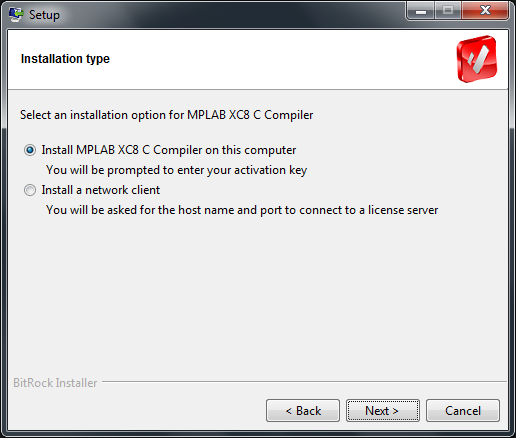 Setup
Installation type
Select an installation option for MPLAB XC8 C Compiler
Install MPLAB XC8 C Compiler on this computer
You will be prompted to enter your activation key
Install a network client
You will be asked for the host name and port to connect to a license server
BitRock Installer
< Back Next > Cancel